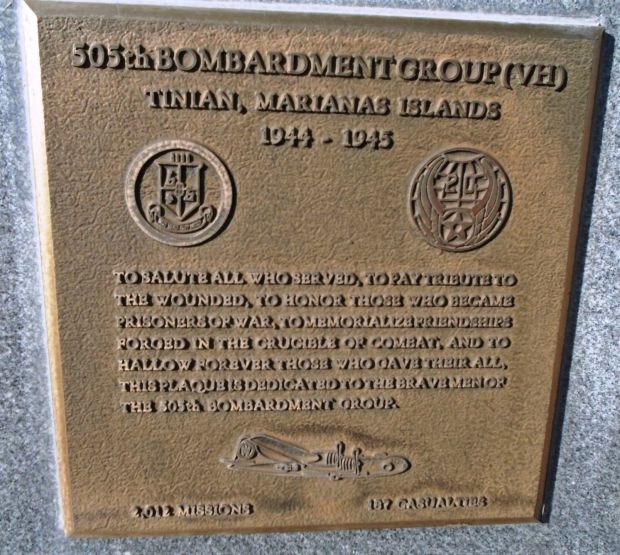 505th BOMBARDMENT GROUP (VH)
TINIAN, MARIANAS ISLANDS
1944 - 1945
20
TO SALUTE ALL WHO SERVED, TO PAY TRIBUTE TO
THE WOUNDED, TO HONOR THOSE WHO BECAME
PRISONERS OF WAR, TO MEMORIALIZE FRIENDSHIPS
FORGED IN THE CRUCIBLE OF COMBAT, AND TO
HALLOW FOREVER THOSE WHO GAVE THEIR ALL,
THIS PLAQUE IS DEDICATED TO THE BRAVE MEN OF
THE 505th BOMBARDMENT GROUP.
2,012 MISSIONS 187 CASUALTIES